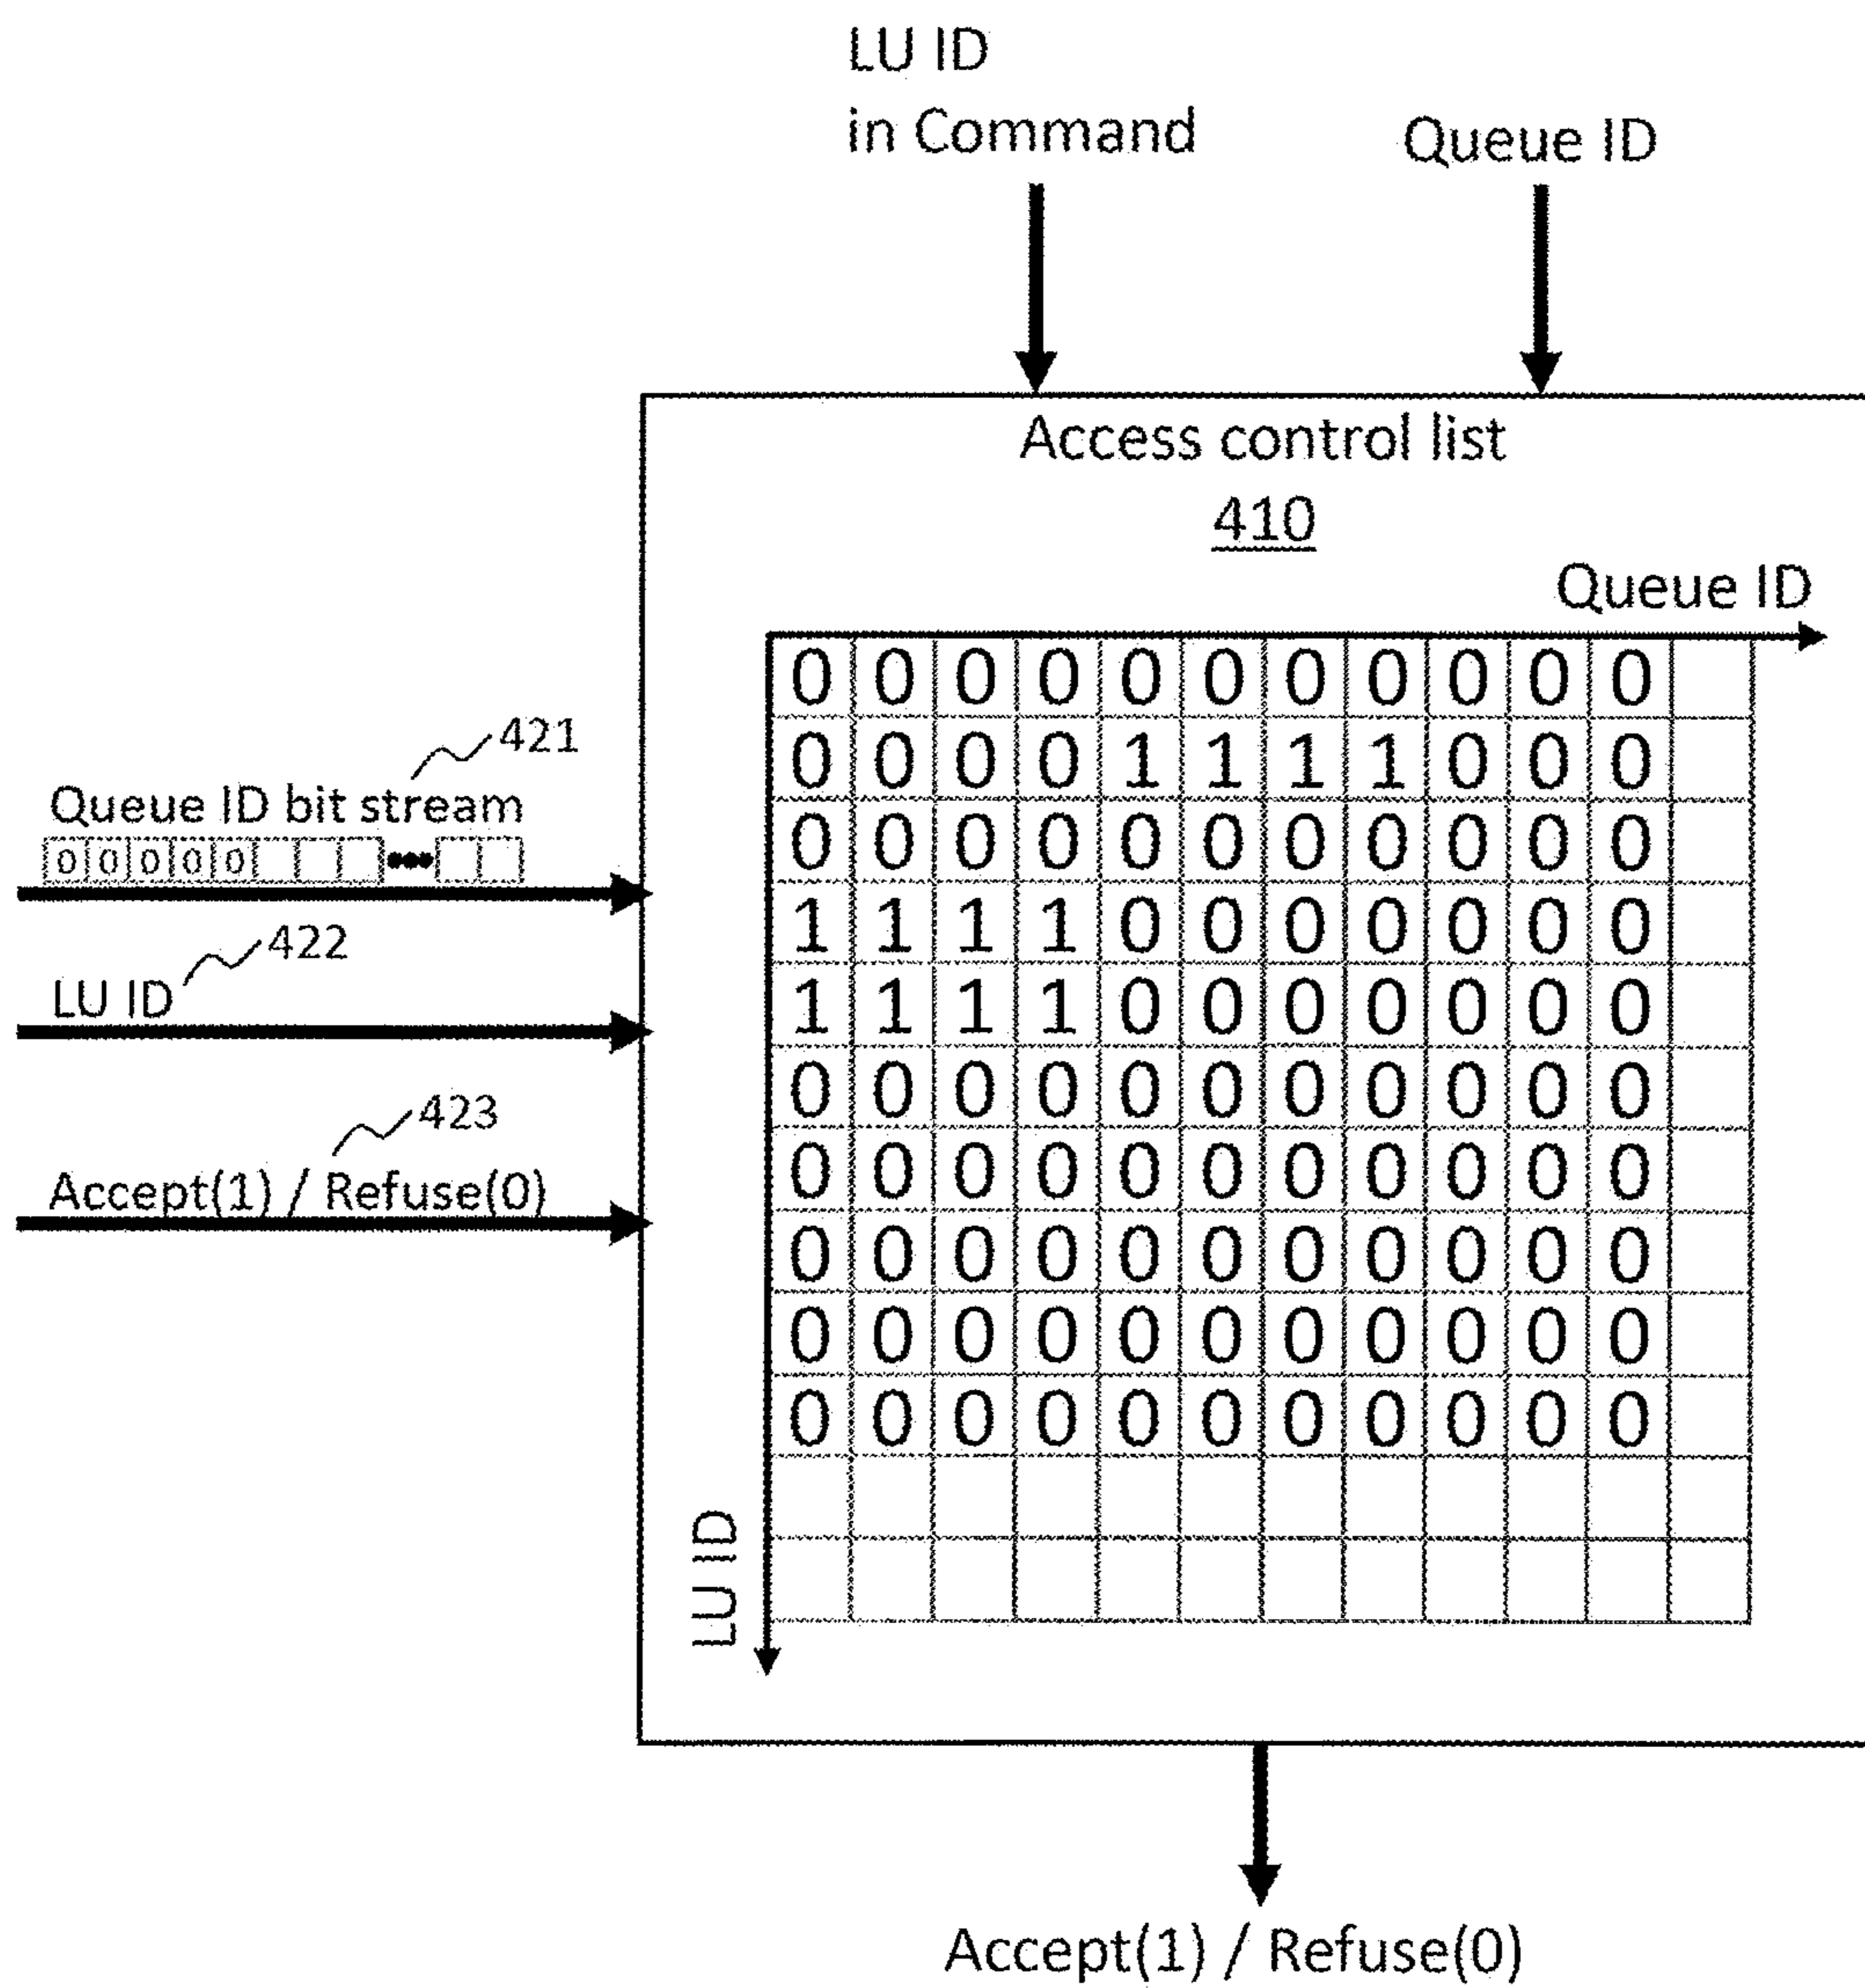 LU ID
in Command
Queue ID
Access control list
410
Queue ID
0 0 0 0 0 0 0 0 0 0 0
0 0 0 0 1 1 1 1 0 0 0
0 0 0 0 0 0 0 0 0 0 0
1 1 1 1 0 0 0 0 0 0 0
1 1 1 1 0 0 0 0 0 0 0
0 0 0 0 0 0 0 0 0 0 0
0 0 0 0 0 0 0 0 0 0 0
0 0 0 0 0 0 0 0 0 0 0
0 0 0 0 0 0 0 0 0 0 0
0 0 0 0 0 0 0 0 0 0 0
LU ID
421
Queue ID bit stream
0 0 0 0 0 •••
422
LU ID
423
Accept(1) / Refuse(0)
Accept(1) / Refuse(0)